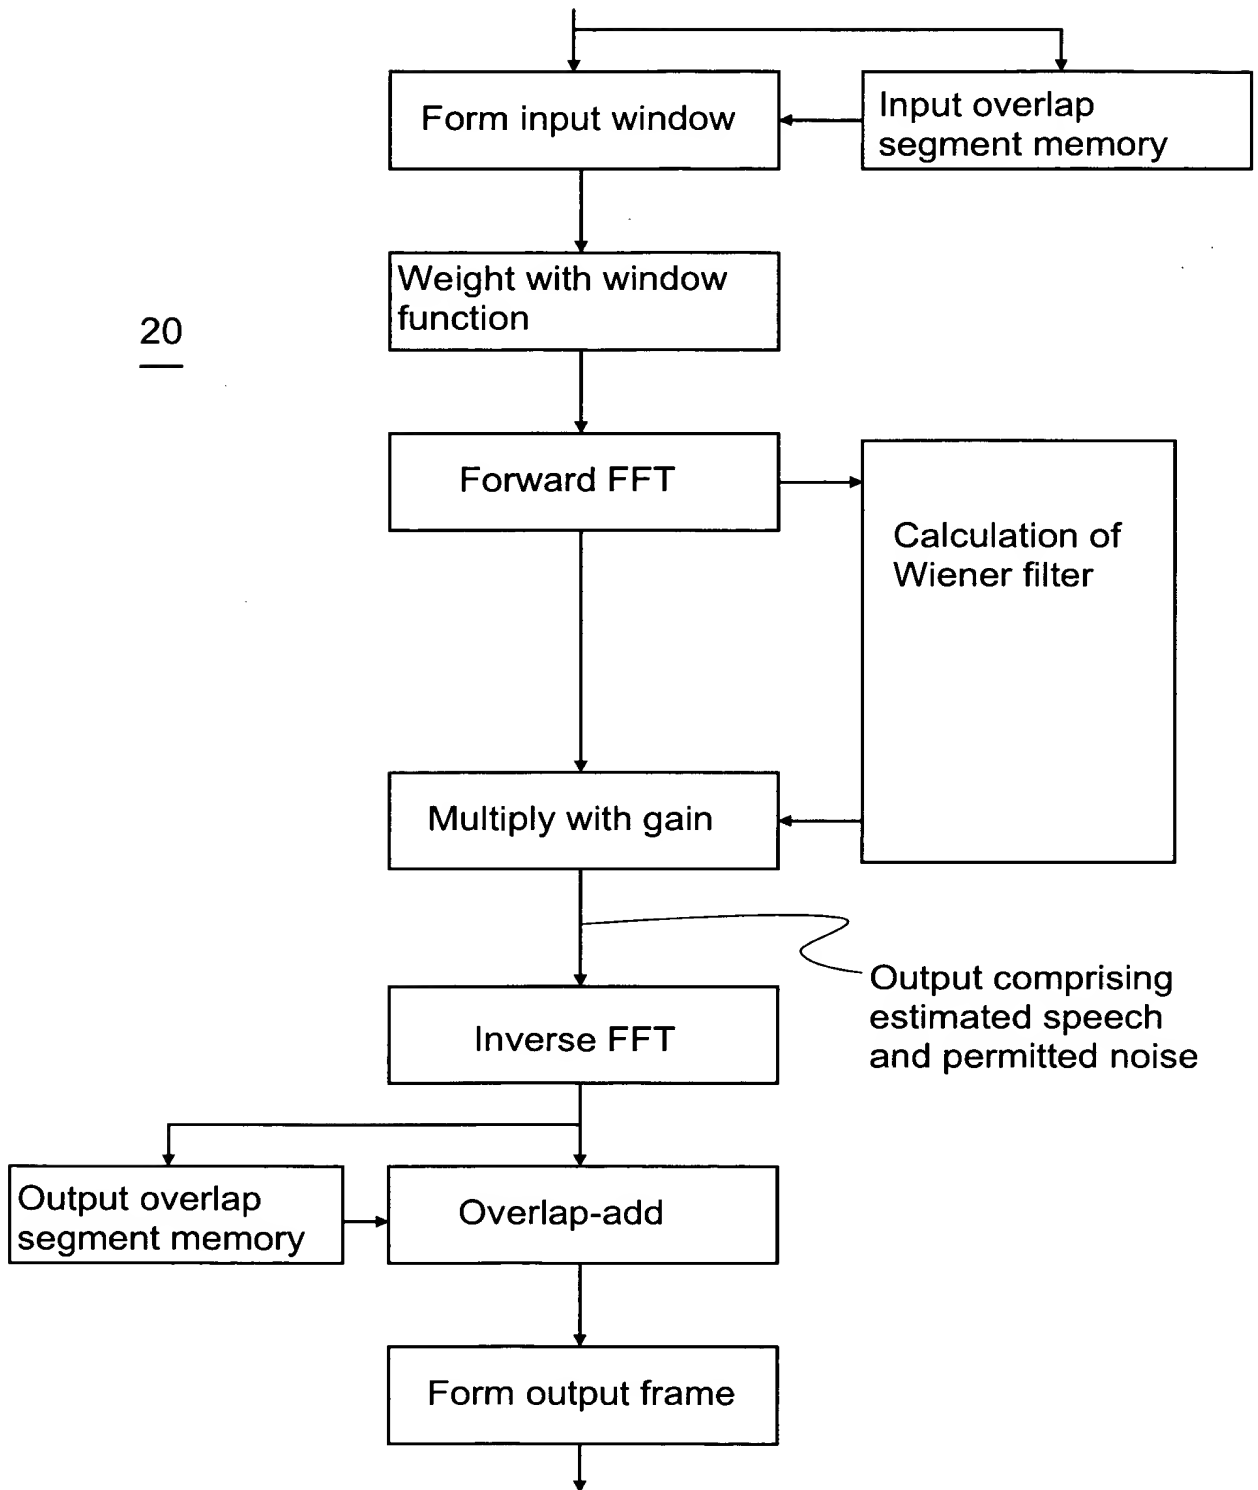 Form input window
Input overlap
segment memory
Weight with window
function
20
Forward FFT
Calculation of
Wiener filter
Multiply with gain
Output comprising
estimated speech
and permitted noise
Inverse FFT
Output overlap
segment memory
Overlap-add
Form output frame